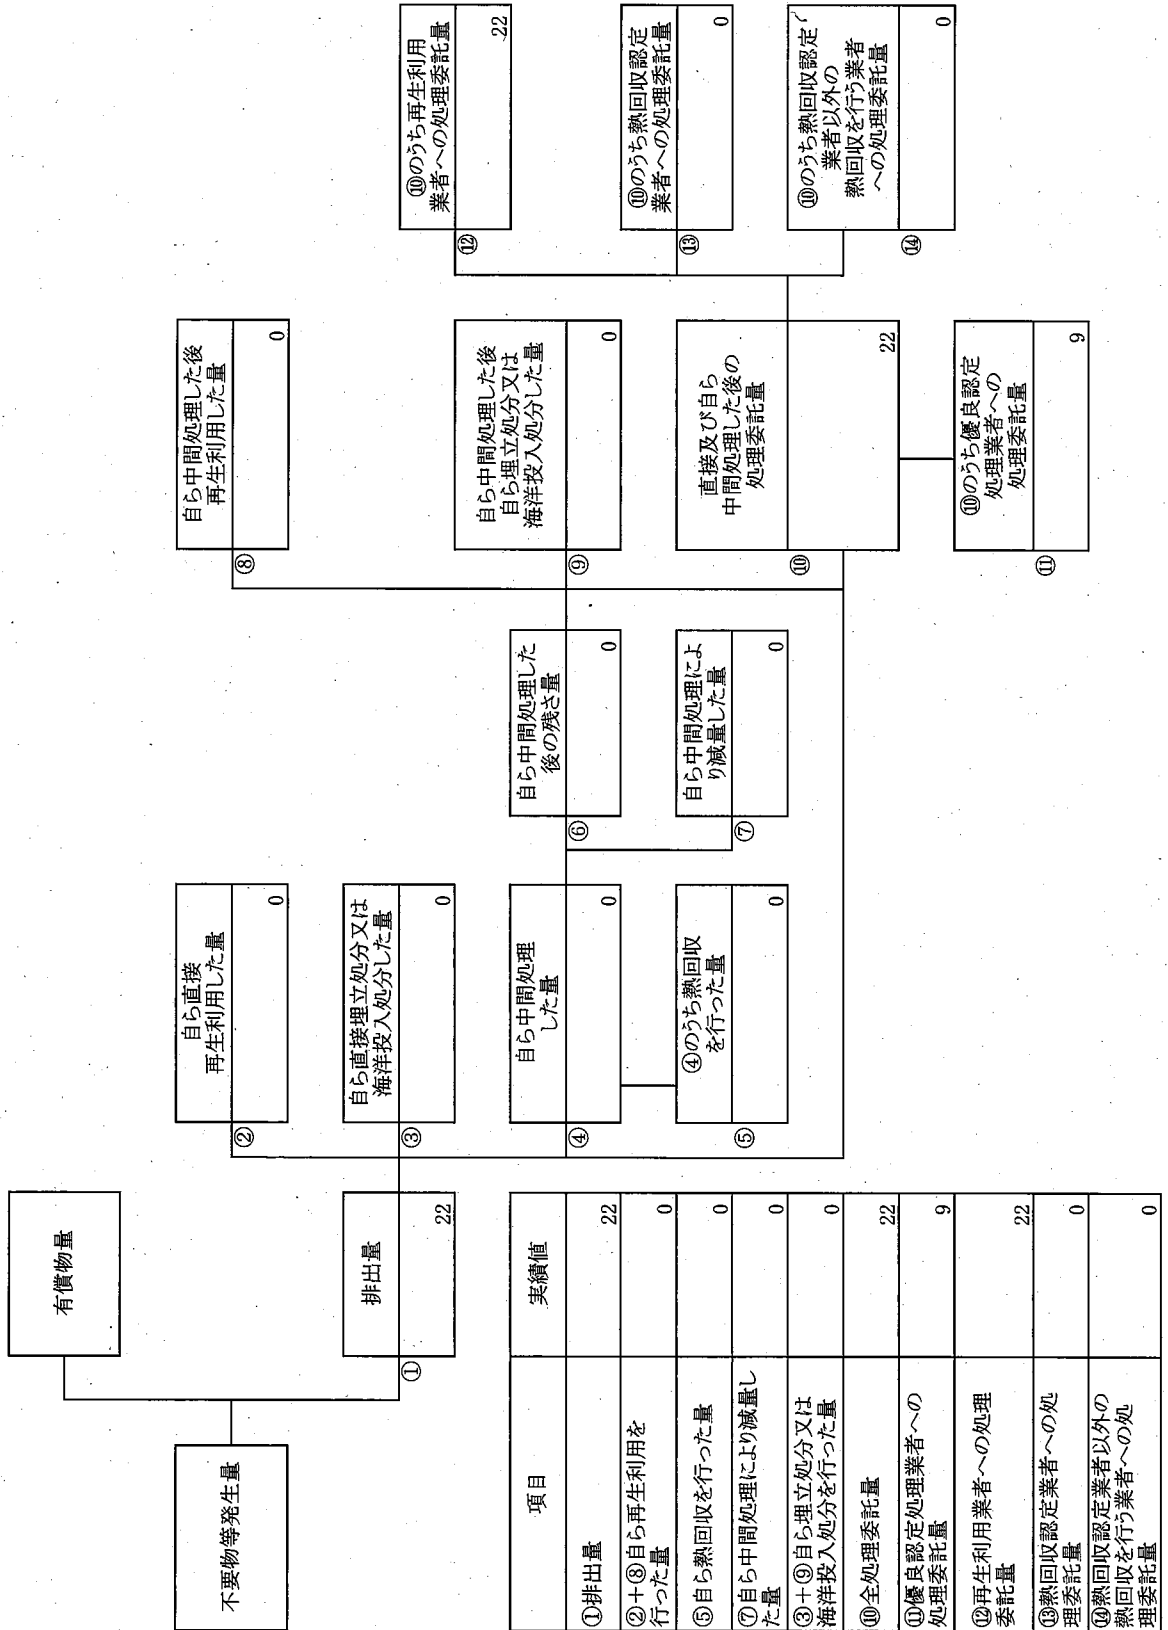 不要物等発生量
有償物量
排出量
①
22
自ら直接
再生利用した量
②
0
自ら直接埋立処分又は
海洋投入処分した量
③
0
自ら中間処理
した量
④
0
④のうち熱回収
を行った量
⑤
0
自ら中間処理した
後の残さ量
⑥
0
自ら中間処理によ
り減量した量
⑦
0
自ら中間処理した後
再生利用した量
⑧
0
自ら中間処理した後
自ら埋立処分又は
海洋投入処分した量
⑨
0
直接及び自ら
中間処理した後の
処理委託量
⑩
22
⑩のうち優良認定
処理業者への
処理委託量
⑪
9
⑩のうち再生利用
業者への処理委託量
⑫
22
⑩のうち熱回収認定
業者への処理委託量
⑬
0
⑩のうち熱回収認定
業者以外の
熱回収を行う業者
への処理委託量
⑭
0
項目 実績値
①排出量 22
②+⑧自ら再生利用を
行った量 0
⑤自ら熱回収を行った量 0
⑦自ら中間処理により減量し
た量 0
③+⑨自ら埋立処分又は
海洋投入処分を行った量 0
⑩全処理委託量 22
⑪優良認定処理業者への
処理委託量 9
⑫再生利用業者への処理
委託量 22
⑬熱回収認定業者への処
理委託量 0
⑭熱回収認定業者以外の
熱回収を行う業者への処
理委託量 0